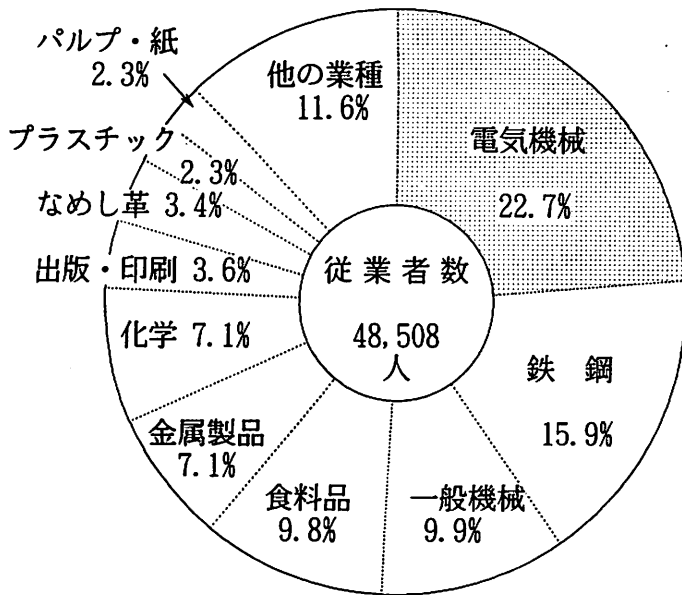 パルプ・紙
2.3%
他の業種
11.6%
電気機械
22.7%
プラスチック
2.3%
なめし革 3.4%
出版・印刷 3.6%
従業者数
48,508
人
化学 7.1%
鉄 鋼
15.9%
金属製品
7.1%
食料品
9.8%
一般機械
9.9%